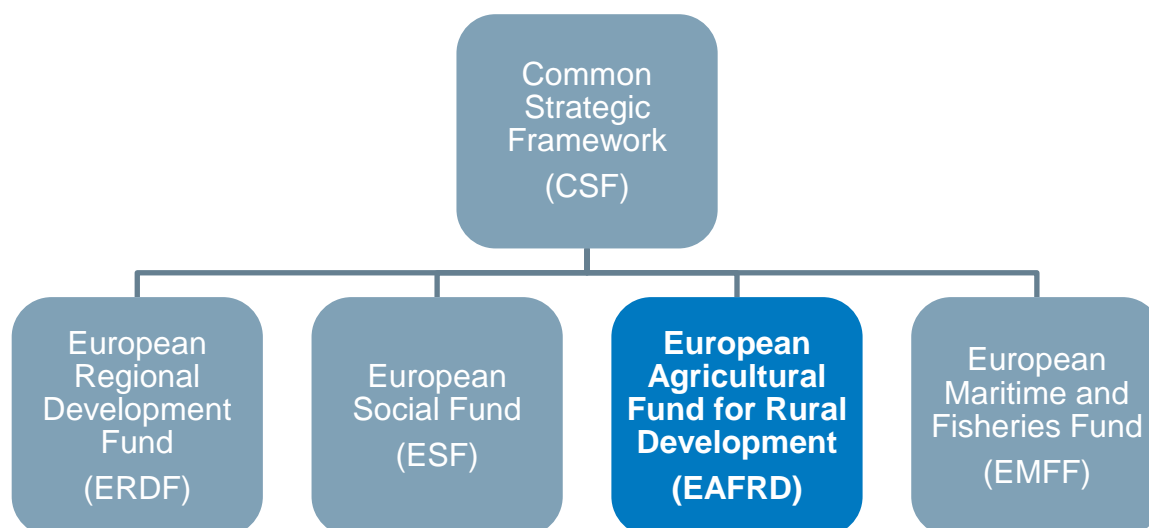 Common
Strategic
Framework
(CSF)
European
Regional
Development
Fund
(ERDF)
European
Social Fund
(ESF)
European
Agricultural
Fund for Rural
Development
(EAFRD)
European
Maritime and
Fisheries Fund
(EMFF)